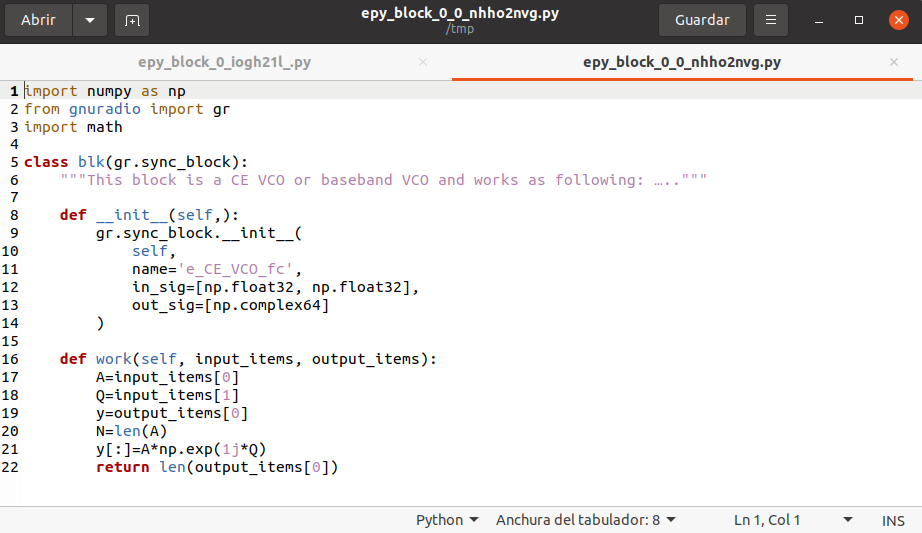 Abrir
epy_block_0_0_nhho2nvg.py
/tmp
Guardar
epy_block_0_iogh21l_.py
epy_block_0_0_nhho2nvg.py
1 import numpy as np
2 from gnuradio import gr
3 import math
4
5 class blk(gr.sync_block):
6     """This block is a CE VCO or baseband VCO and works as following: ….."""
7
8     def __init__(self,):
9         gr.sync_block.__init__(
10             self,
11             name='e_CE_VCO_fc',
12             in_sig=[np.float32, np.float32],
13             out_sig=[np.complex64]
14         )
15
16     def work(self, input_items, output_items):
17         A=input_items[0]
18         Q=input_items[1]
19         y=output_items[0]
20         N=len(A)
21         y[:]=A*np.exp(1j*Q)
22         return len(output_items[0])
Python Anchura del tabulador: 8 Ln 1, Col 1 INS